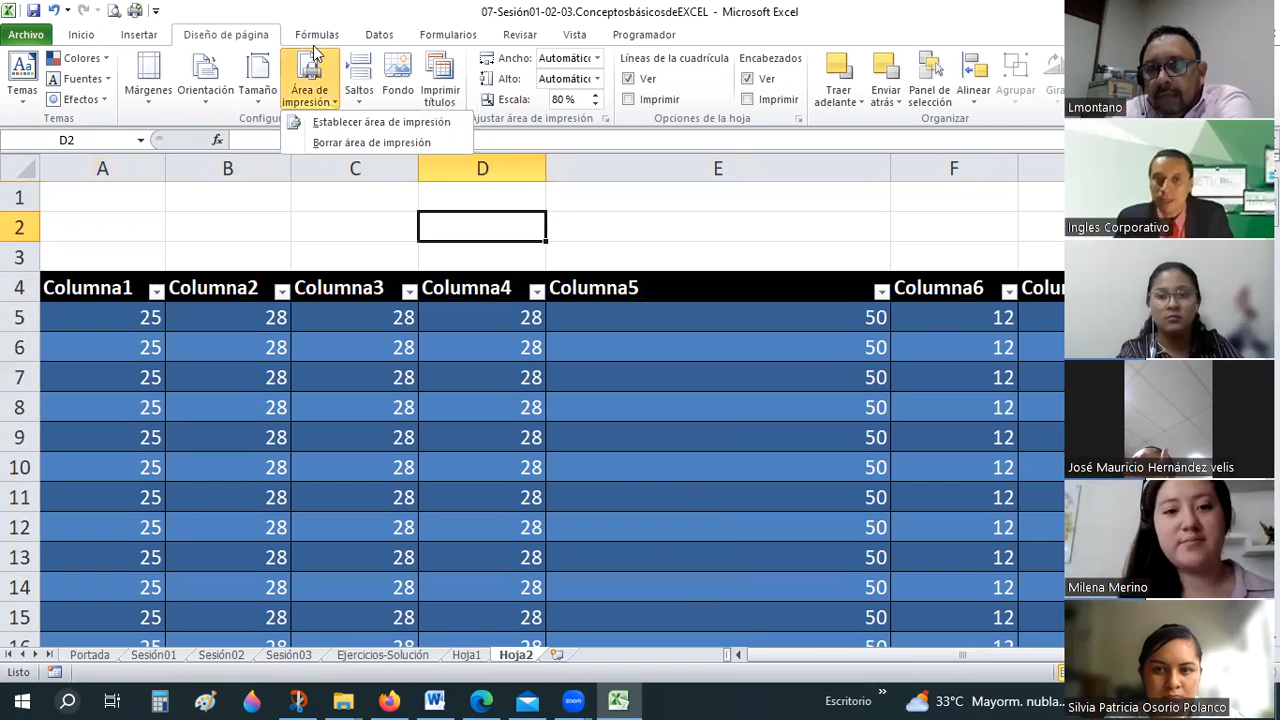 07-Sesión01-02-03.ConceptosbásicosdeEXCEL - Microsoft Excel
Archivo Inicio Insertar Diseño de página Fórmulas Datos Formularios Revisar Vista Programador
Aa Colores Ancho: Automátic Líneas de la cuadrícula Encabezados
Fuentes Alto: Automátic Ver Ver
Temas Efectos Márgenes Orientación Tamaño Área de impresión Saltos Fondo Imprimir títulos Escala: 80 % Imprimir Imprimir Traer adelante Enviar atrás Panel de selección Alinear Agrupar
Temas Ajustar área de impresión Opciones de la hoja Organizar
Establecer área de impresión
Borrar área de impresión
D2 fx
A B C D E F
1
2
3
4 Columna1 Columna2 Columna3 Columna4 Columna5 Columna6
5 25 28 28 28 50 12
6 25 28 28 28 50 12
7 25 28 28 28 50 12
8 25 28 28 28 50 12
9 25 28 28 28 50 12
10 25 28 28 28 50 12
11 25 28 28 28 50 12
12 25 28 28 28 50 12
13 25 28 28 28 50 12
14 25 28 28 28 50 12
15 25 28 28 28 50 12
Portada Sesión01 Sesión02 Sesión03 Ejercicios-Solución Hoja1 Hoja2
Listo
Escritorio 33°C Mayorm. nubla...
zoom
Lmontano
Ingles Corporativo
José Mauricio Hernández velis
Milena Merino
Silvia Patricia Osorio Polanco